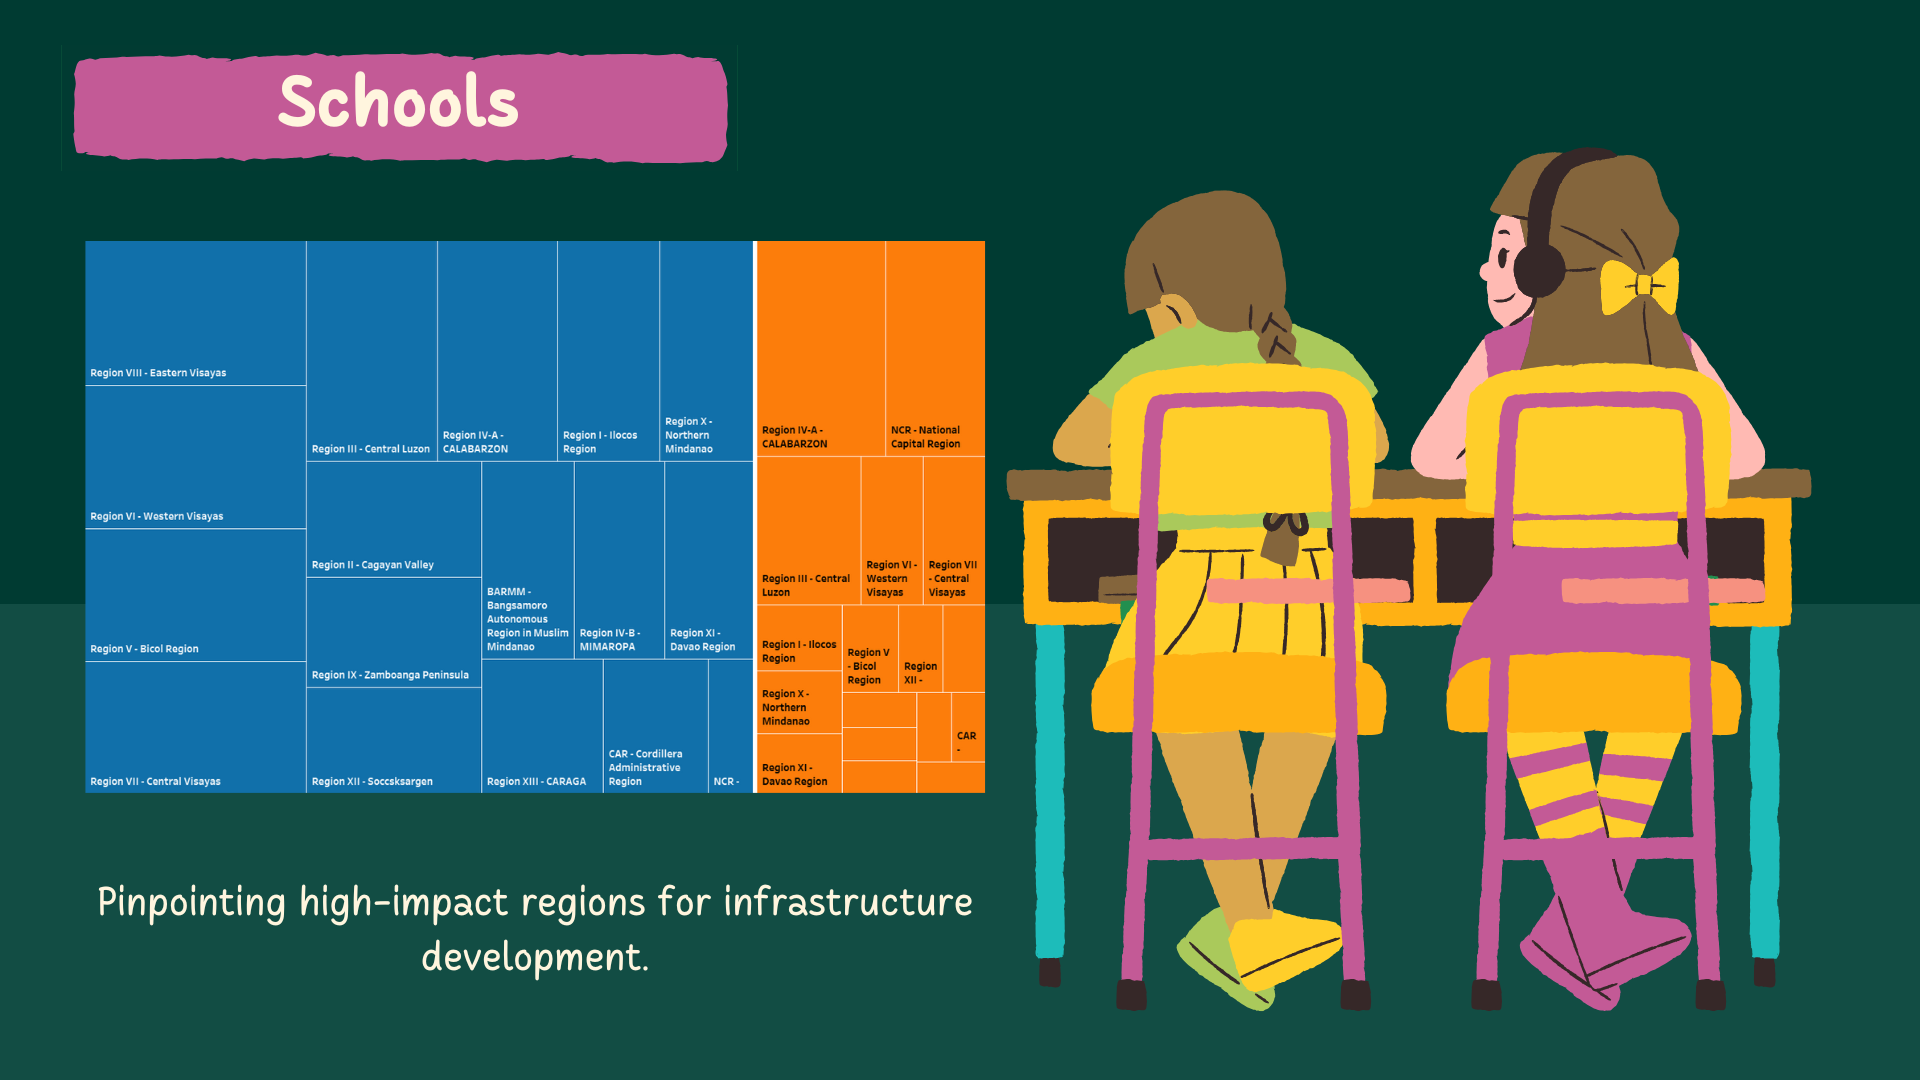 Schools
Region VIII - Eastern Visayas
Region VI - Western Visayas
Region V - Bicol Region
Region VII - Central Visayas
Region III - Central Luzon
Region IV-A -
CALABARZON
Region I - Ilocos
Region
Region X -
Northern
Mindanao
Region II - Cagayan Valley
Region IX - Zamboanga Peninsula
Region XII - Soccsksargen
BARMM -
Bangsamoro
Autonomous
Region in Muslim
Mindanao
Region IV-B -
MIMAROPA
Region XI -
Davao Region
Region XIII - CARAGA
CAR - Cordillera
Administrative
Region
NCR -
Region IV-A -
CALABARZON
NCR - National
Capital Region
Region III - Central
Luzon
Region VI -
Western
Visayas
Region VII
- Central
Visayas
Region I - Ilocos
Region
Region X -
Northern
Mindanao
Region XI -
Davao Region
Region V
- Bicol
Region
Region
XII -
CAR
-
Pinpointing high-impact regions for infrastructure
development.